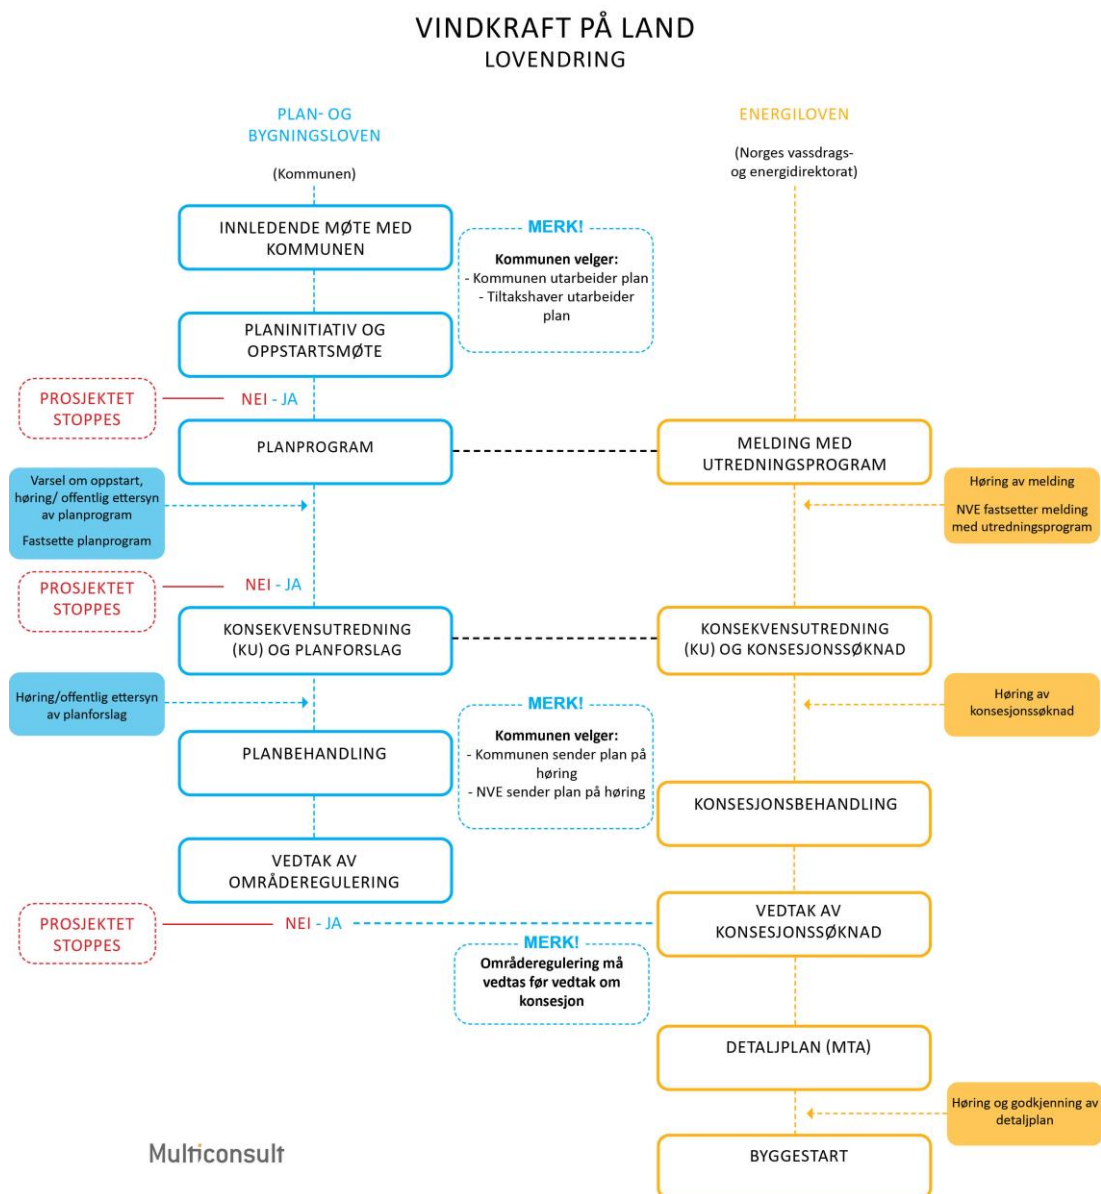 VINDKRAFT PÅ LAND
LOVENDRING
PLAN- OG
BYGNINGSLOVEN
(Kommunen)
ENERGILOVEN
(Norges vassdrags-
og energidirektorat)
INNLEDENDE MØTE MED
KOMMUNEN
MERK!
Kommunen velger:
- Kommunen utarbeider plan
- Tiltakshaver utarbeider
plan
PLANINITIATIV OG
OPPSTARTSMØTE
PROSJEKTET
STOPPES
NEI - JA
PLANPROGRAM
MELDING MED
UTREDNINGSPROGRAM
Varsel om oppstart,
høring/ offentlig ettersyn
av planprogram
Fastsette planprogram
Høring av melding
NVE fastsetter melding
med utredningsprogram
PROSJEKTET
STOPPES
NEI - JA
KONSEKVENSUTREDNING
(KU) OG PLANFORSLAG
KONSEKVENSUTREDNING
(KU) OG KONSESJONSSØKNAD
Høring/offentlig ettersyn
av planforslag
Høring av
konsesjonssøknad
MERK!
Kommunen velger:
- Kommunen sender plan på
høring
- NVE sender plan på høring
PLANBEHANDLING
KONSESJONSBEHANDLING
VEDTAK AV
OMRÅDEREGULERING
VEDTAK AV
KONSESJONSSØKNAD
PROSJEKTET
STOPPES
NEI - JA
MERK!
Områderegulering må
vedtas før vedtak om
konsesjon
DETALJPLAN (MTA)
Høring og godkjenning av
detaljplan
BYGGESTART
Multiconsult